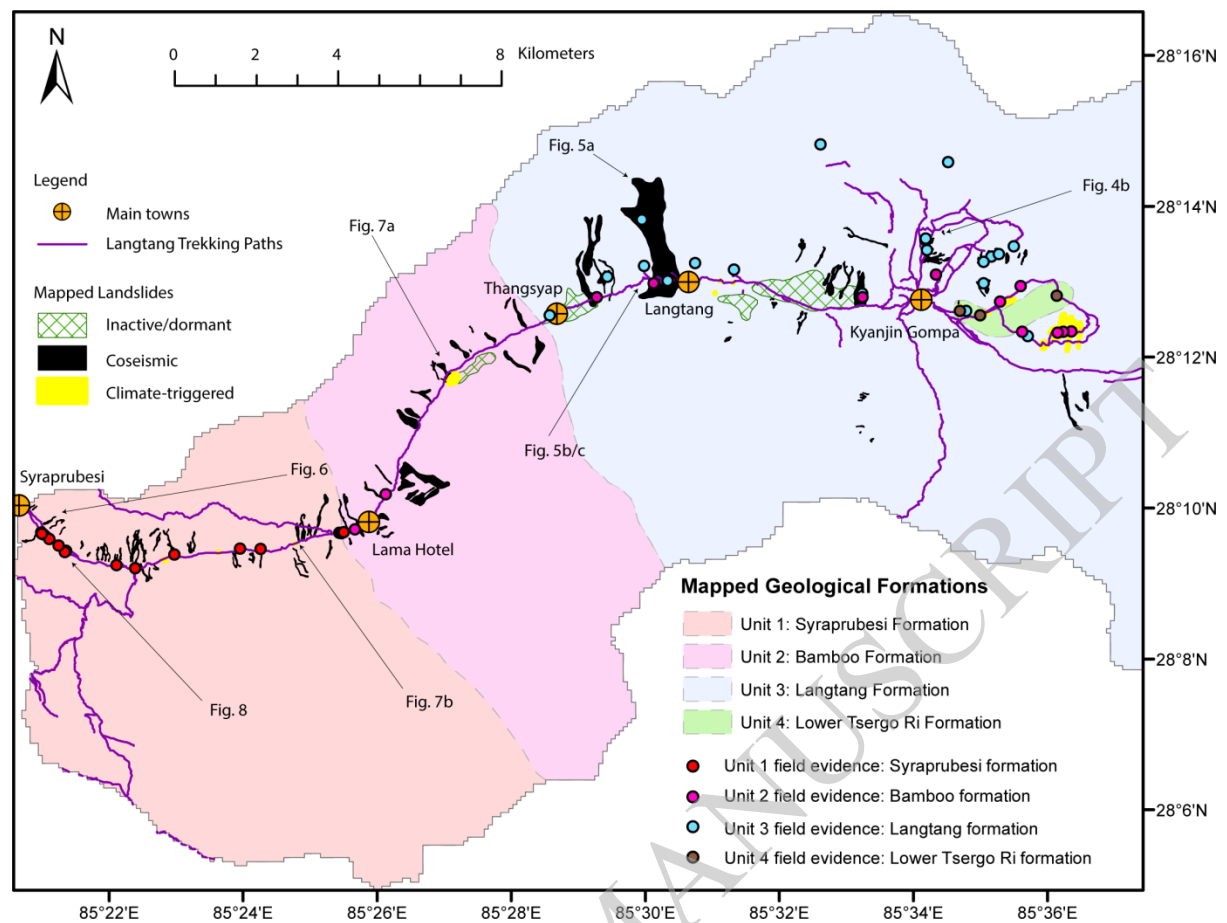 N
0 2 4 6 8 Kilometers
28°16'N
Fig. 5a
Legend
Main towns
Langtang Trekking Paths
Fig. 4b
28°14'N
Fig. 7a
Mapped Landslides
Inactive/dormant
Coseismic
Climate-triggered
Thangsyap
Langtang
Kyanjin Gompa
28°12'N
Fig. 5b/c
Syraprubesi
Fig. 6
28°10'N
Lama Hotel
Mapped Geological Formations
Unit 1: Syraprubesi Formation
Unit 2: Bamboo Formation
28°8'N
Unit 3: Langtang Formation
Fig. 8
Fig. 7b
Unit 4: Lower Tsergo Ri Formation
Unit 1 field evidence: Syraprubesi formation
Unit 2 field evidence: Bamboo formation
28°6'N
Unit 3 field evidence: Langtang formation
Unit 4 field evidence: Lower Tsergo Ri formation
85°22'E 85°24'E 85°26'E 85°28'E 85°30'E 85°32'E 85°34'E 85°36'E
MANUSCRIPT